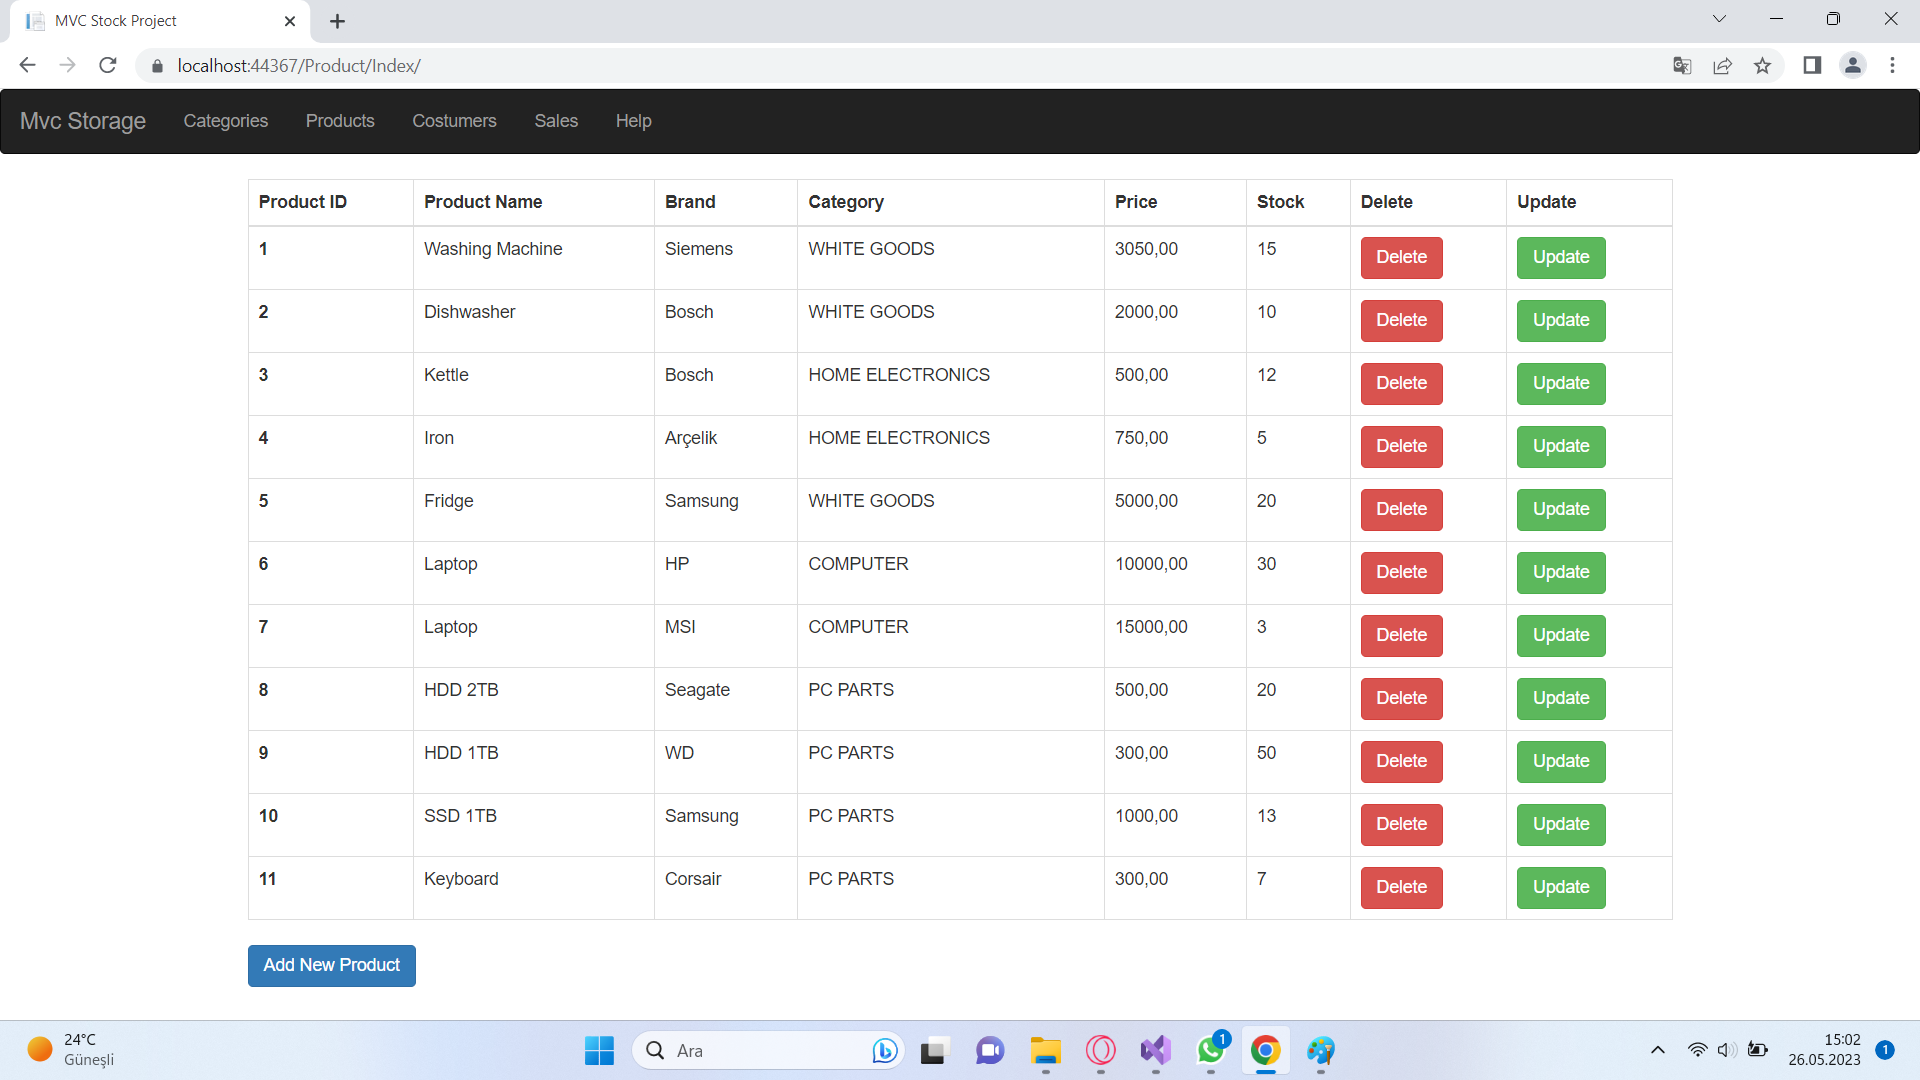 MVC Stock Project
localhost:44367/Product/Index/
Mvc Storage Categories Products Costumers Sales Help
Product ID Product Name Brand Category Price Stock Delete Update
1 Washing Machine Siemens WHITE GOODS 3050,00 15 Delete Update
2 Dishwasher Bosch WHITE GOODS 2000,00 10 Delete Update
3 Kettle Bosch HOME ELECTRONICS 500,00 12 Delete Update
4 Iron Arçelik HOME ELECTRONICS 750,00 5 Delete Update
5 Fridge Samsung WHITE GOODS 5000,00 20 Delete Update
6 Laptop HP COMPUTER 10000,00 30 Delete Update
7 Laptop MSI COMPUTER 15000,00 3 Delete Update
8 HDD 2TB Seagate PC PARTS 500,00 20 Delete Update
9 HDD 1TB WD PC PARTS 300,00 50 Delete Update
10 SSD 1TB Samsung PC PARTS 1000,00 13 Delete Update
11 Keyboard Corsair PC PARTS 300,00 7 Delete Update
Add New Product
24°C
Güneşli
Ara
1
15:02
26.05.2023
1